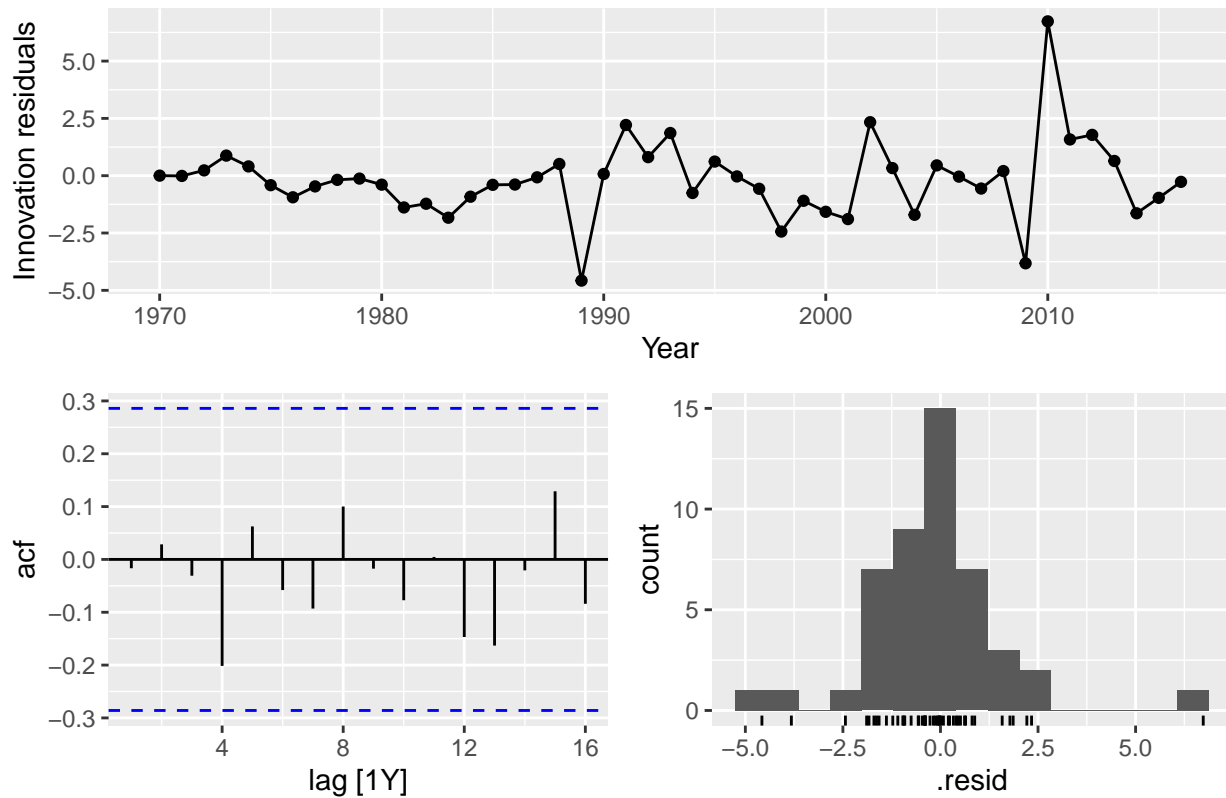 Innovation residuals
5.0
2.5
0.0
−2.5
−5.0
1970 1980 1990 2000 2010
Year
acf
0.3
0.2
0.1
0.0
−0.1
−0.2
−0.3
4 8 12 16
lag [1Y]
count
15
10
5
0
−5.0 −2.5 0.0 2.5 5.0
.resid